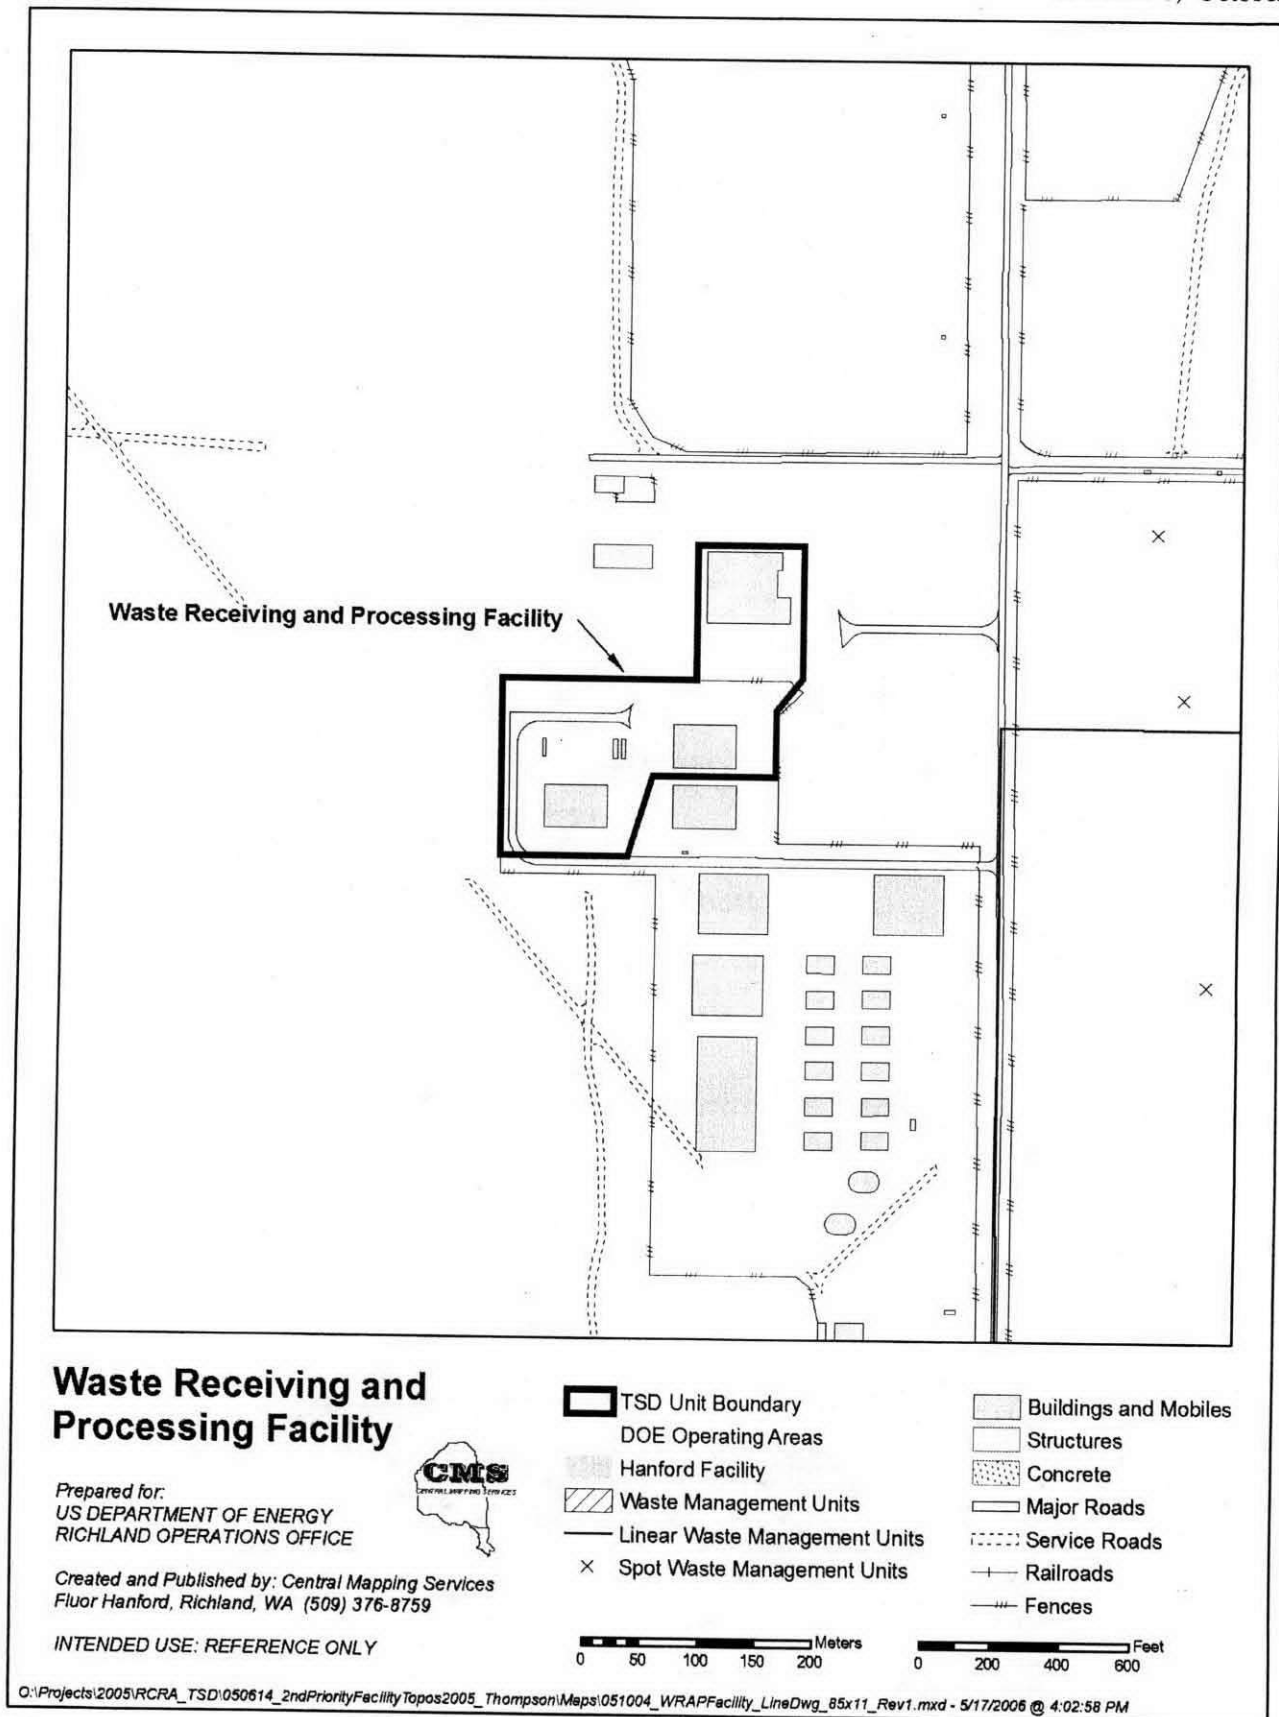 Waste Receiving and Processing Facility
Waste Receiving and
Processing Facility
CMS
CENTRAL MAPPING SERVICES
Prepared for:
US DEPARTMENT OF ENERGY
RICHLAND OPERATIONS OFFICE
Created and Published by: Central Mapping Services
Fluor Hanford, Richland, WA (509) 376-8759
INTENDED USE: REFERENCE ONLY
TSD Unit Boundary
DOE Operating Areas
Hanford Facility
Waste Management Units
Linear Waste Management Units
Spot Waste Management Units
Buildings and Mobiles
Structures
Concrete
Major Roads
Service Roads
Railroads
Fences
Meters
0 50 100 150 200
Feet
0 200 400 600
O:\Projects\2005\RCRA_TSD\050614_2ndPriorityFacilityTopos2005_Thompson\Maps\051004_WRAPFacility_LineDwg_85x11_Rev1.mxd - 5/17/2006 @ 4:02:58 PM